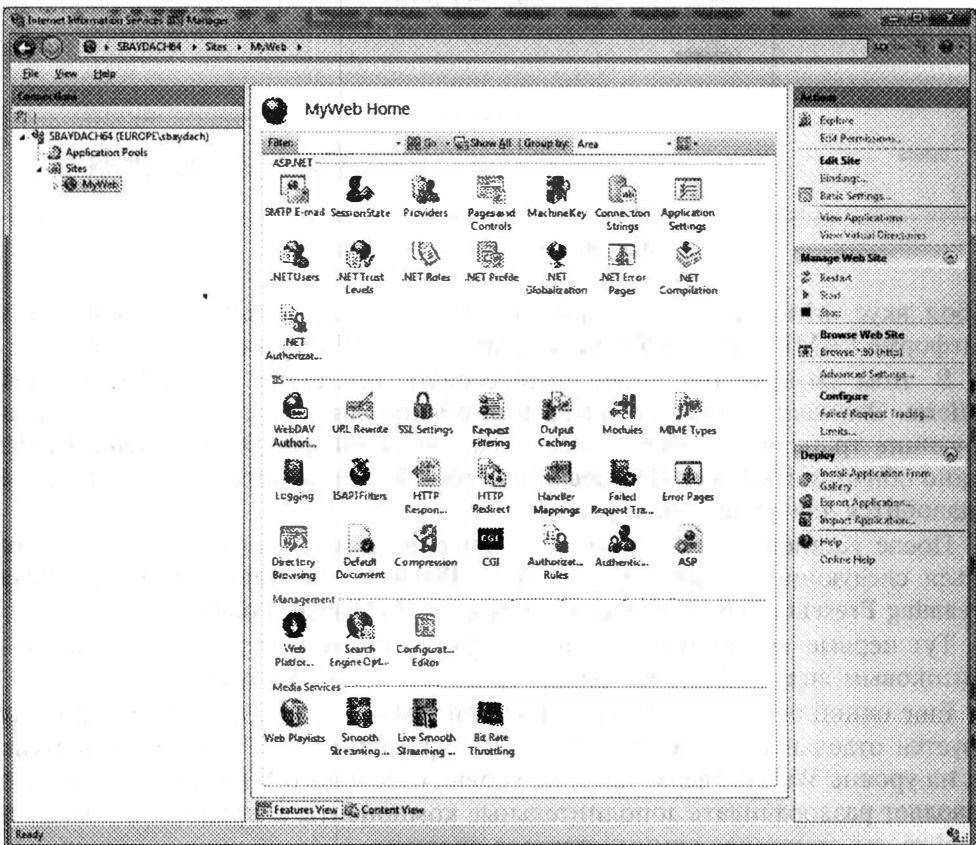 Internet Information Services (IIS) Manager
SBAYDACH64 ▸ Sites ▸ MyWeb ▸
File View Help
Connections
SBAYDACH64 (EUROPE\sbaydach)
Application Pools
Sites
MyWeb
MyWeb Home
Filter: Go Show All Group by: Area
ASP.NET
SMTP E-mail Session State Providers Pages and Controls Machine Key Connection Strings Application Settings
.NET Users .NET Trust Levels .NET Roles .NET Profile .NET Globalization .NET Error Pages .NET Compilation
.NET Authorizat...
IIS
WebDAV Authori... URL Rewrite SSL Settings Request Filtering Output Caching Modules MIME Types
Logging ISAPI Filters HTTP Respon... HTTP Redirect Handler Mappings Failed Request Tra... Error Pages
Directory Browsing Default Document Compression CGI Authorizat... Rules Authentic... ASP
Management
Web Platfor... Search Engine Opt... Configurat... Editor
Media Services
Web Playlists Smooth Streaming ... Live Smooth Streaming ... Bit Rate Throttling
Features View Content View
Ready
Actions
Explore
Edit Permissions...
Edit Site
Bindings...
Basic Settings...
View Applications
View Virtual Directories
Manage Web Site
Restart
Start
Stop
Browse Web Site
Browse *:80 (http)
Advanced Settings...
Configure
Failed Request Tracing...
Limits...
Deploy
Install Application From Gallery
Export Application...
Import Application...
Help
Online Help